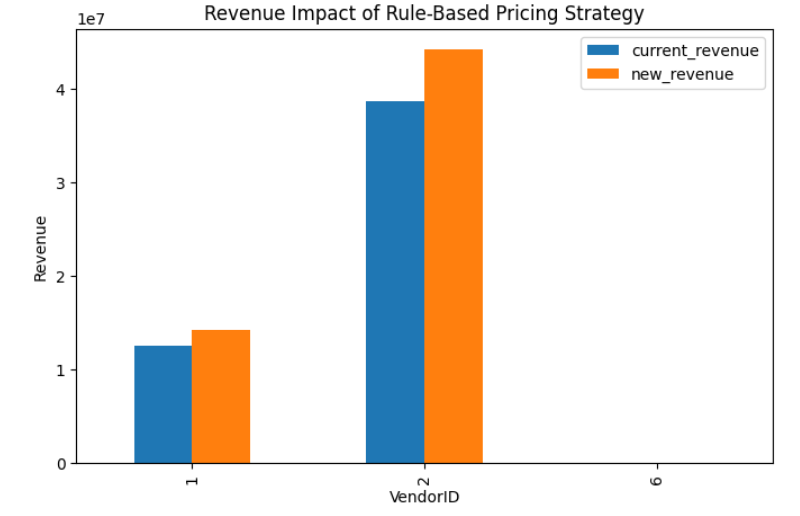 Revenue Impact of Rule-Based Pricing Strategy
1e7
current_revenue
new_revenue
4
3
2
1
0
Revenue
1
2
6
VendorID